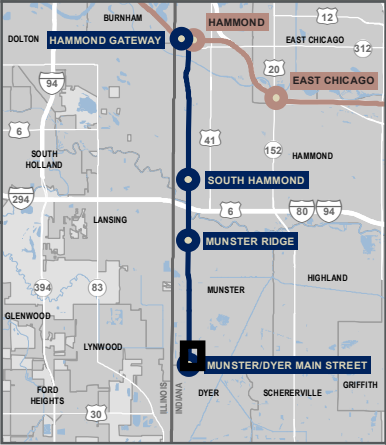 BURNHAM
HAMMOND
12
DOLTON
HAMMOND GATEWAY
EAST CHICAGO
312
20
94
EAST CHICAGO
6
41
SOUTH
HOLLAND
152
HAMMOND
SOUTH HAMMOND
294
6
80
94
LANSING
MUNSTER RIDGE
HIGHLAND
394
83
MUNSTER
GLENWOOD
LYNWOOD
MUNSTER/DYER MAIN STREET
FORD
HEIGHTS
ILLINOIS
INDIANA
DYER
SCHERERVILLE
GRIFFITH
30